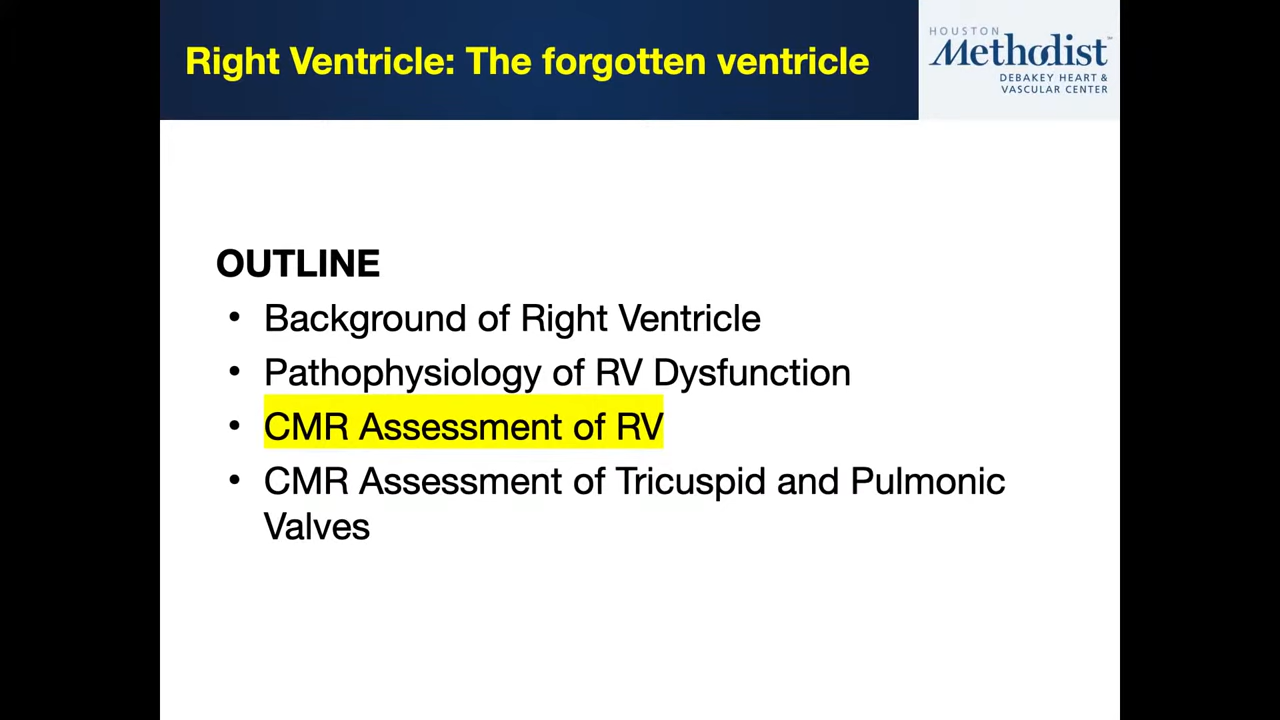 Right Ventricle: The forgotten ventricle
HOUSTON
Methodist
DEBAKEY HEART &
VASCULAR CENTER
OUTLINE
• Background of Right Ventricle
• Pathophysiology of RV Dysfunction
• CMR Assessment of RV
• CMR Assessment of Tricuspid and Pulmonic
Valves